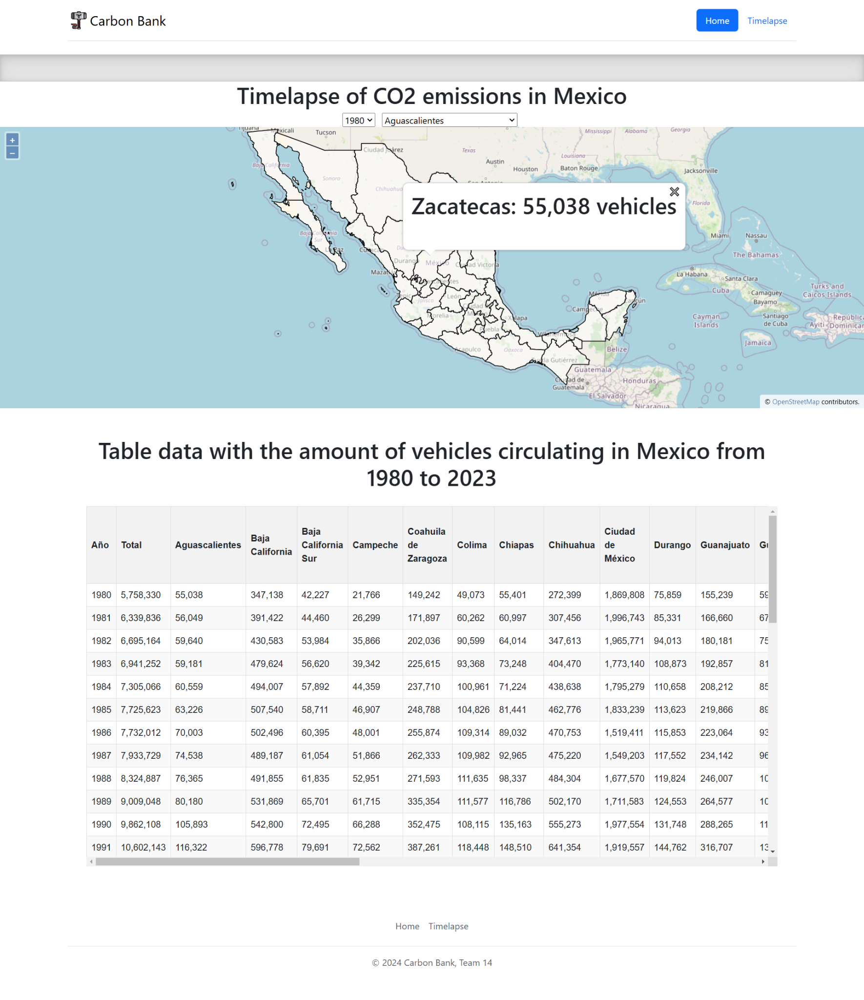 Carbon Bank
Home Timelapse
Timelapse of CO2 emissions in Mexico
1980 Aguascalientes
+
−
Tijuana Mexicali Tucson
Mississippi Alabama Georgia
Ciudad Juárez Texas
Louisiana
Austin
Houston Baton Rouge Jacksonville
Baja California
Sonora
Chihuahua
San Antonio
Zacatecas: 55,038 vehicles
Florida
Baja California
Sur
Miami Nassau
La Paz Culiacán
The Bahamas
Durango México Ciudad Victoria
Mazatlán
La Habana
Santa Clara
Aguascalientes
Turks and
Caicos Islands
Cuba Camagüey
Tepic León Mérida
Jalisco Cancún
Bayamo
Campeche
Morelia Xalapa
Cayman
Islands
Santiago
de Cuba
República
Dominicana
Ayiti
Puebla
Villahermosa
Jamaica
Acapulco Oaxaca Belize
Tuxtla Gutiérrez
Guatemala
Ciudad de
Guatemala
Honduras
El Salvador
Nicaragua
© OpenStreetMap contributors.
Table data with the amount of vehicles circulating in Mexico from
1980 to 2023
Año Total Aguascalientes Baja California Baja California Sur Campeche Coahuila de Zaragoza Colima Chiapas Chihuahua Ciudad de México Durango Guanajuato
1980 5,758,330 55,038 347,138 42,227 21,766 149,242 49,073 55,401 272,399 1,869,808 75,859 155,239 59
1981 6,339,836 56,049 391,422 44,460 26,299 171,897 60,262 60,997 307,456 1,996,743 85,331 166,660 67
1982 6,695,164 59,640 430,583 53,984 35,866 202,036 90,599 64,014 347,613 1,965,771 94,013 180,181 75
1983 6,941,252 59,181 479,624 56,620 39,342 225,615 93,368 73,248 404,470 1,773,140 108,873 192,857 81
1984 7,305,066 60,559 494,007 57,892 44,359 237,710 100,961 71,224 438,638 1,795,279 110,658 208,212 85
1985 7,725,623 63,226 507,540 58,711 46,907 248,788 104,826 81,441 462,776 1,833,239 113,623 219,866 89
1986 7,732,012 70,003 502,496 60,395 48,001 255,874 109,314 89,032 470,753 1,519,411 115,853 223,064 93
1987 7,933,729 74,538 489,187 61,054 51,866 262,333 109,982 92,965 475,220 1,549,203 117,552 234,142 96
1988 8,324,887 76,365 491,855 61,835 52,951 271,593 111,635 98,337 484,304 1,677,570 119,824 246,007 10
1989 9,009,048 80,180 531,869 65,701 61,715 335,354 111,577 116,786 502,170 1,711,583 124,553 264,577 10
1990 9,862,108 105,893 542,800 72,495 66,288 352,475 108,115 135,163 555,273 1,977,554 131,748 288,265 11
1991 10,602,143 116,322 596,778 79,691 72,562 387,261 118,448 148,510 641,354 1,919,557 144,762 316,707 13
Home Timelapse
© 2024 Carbon Bank, Team 14